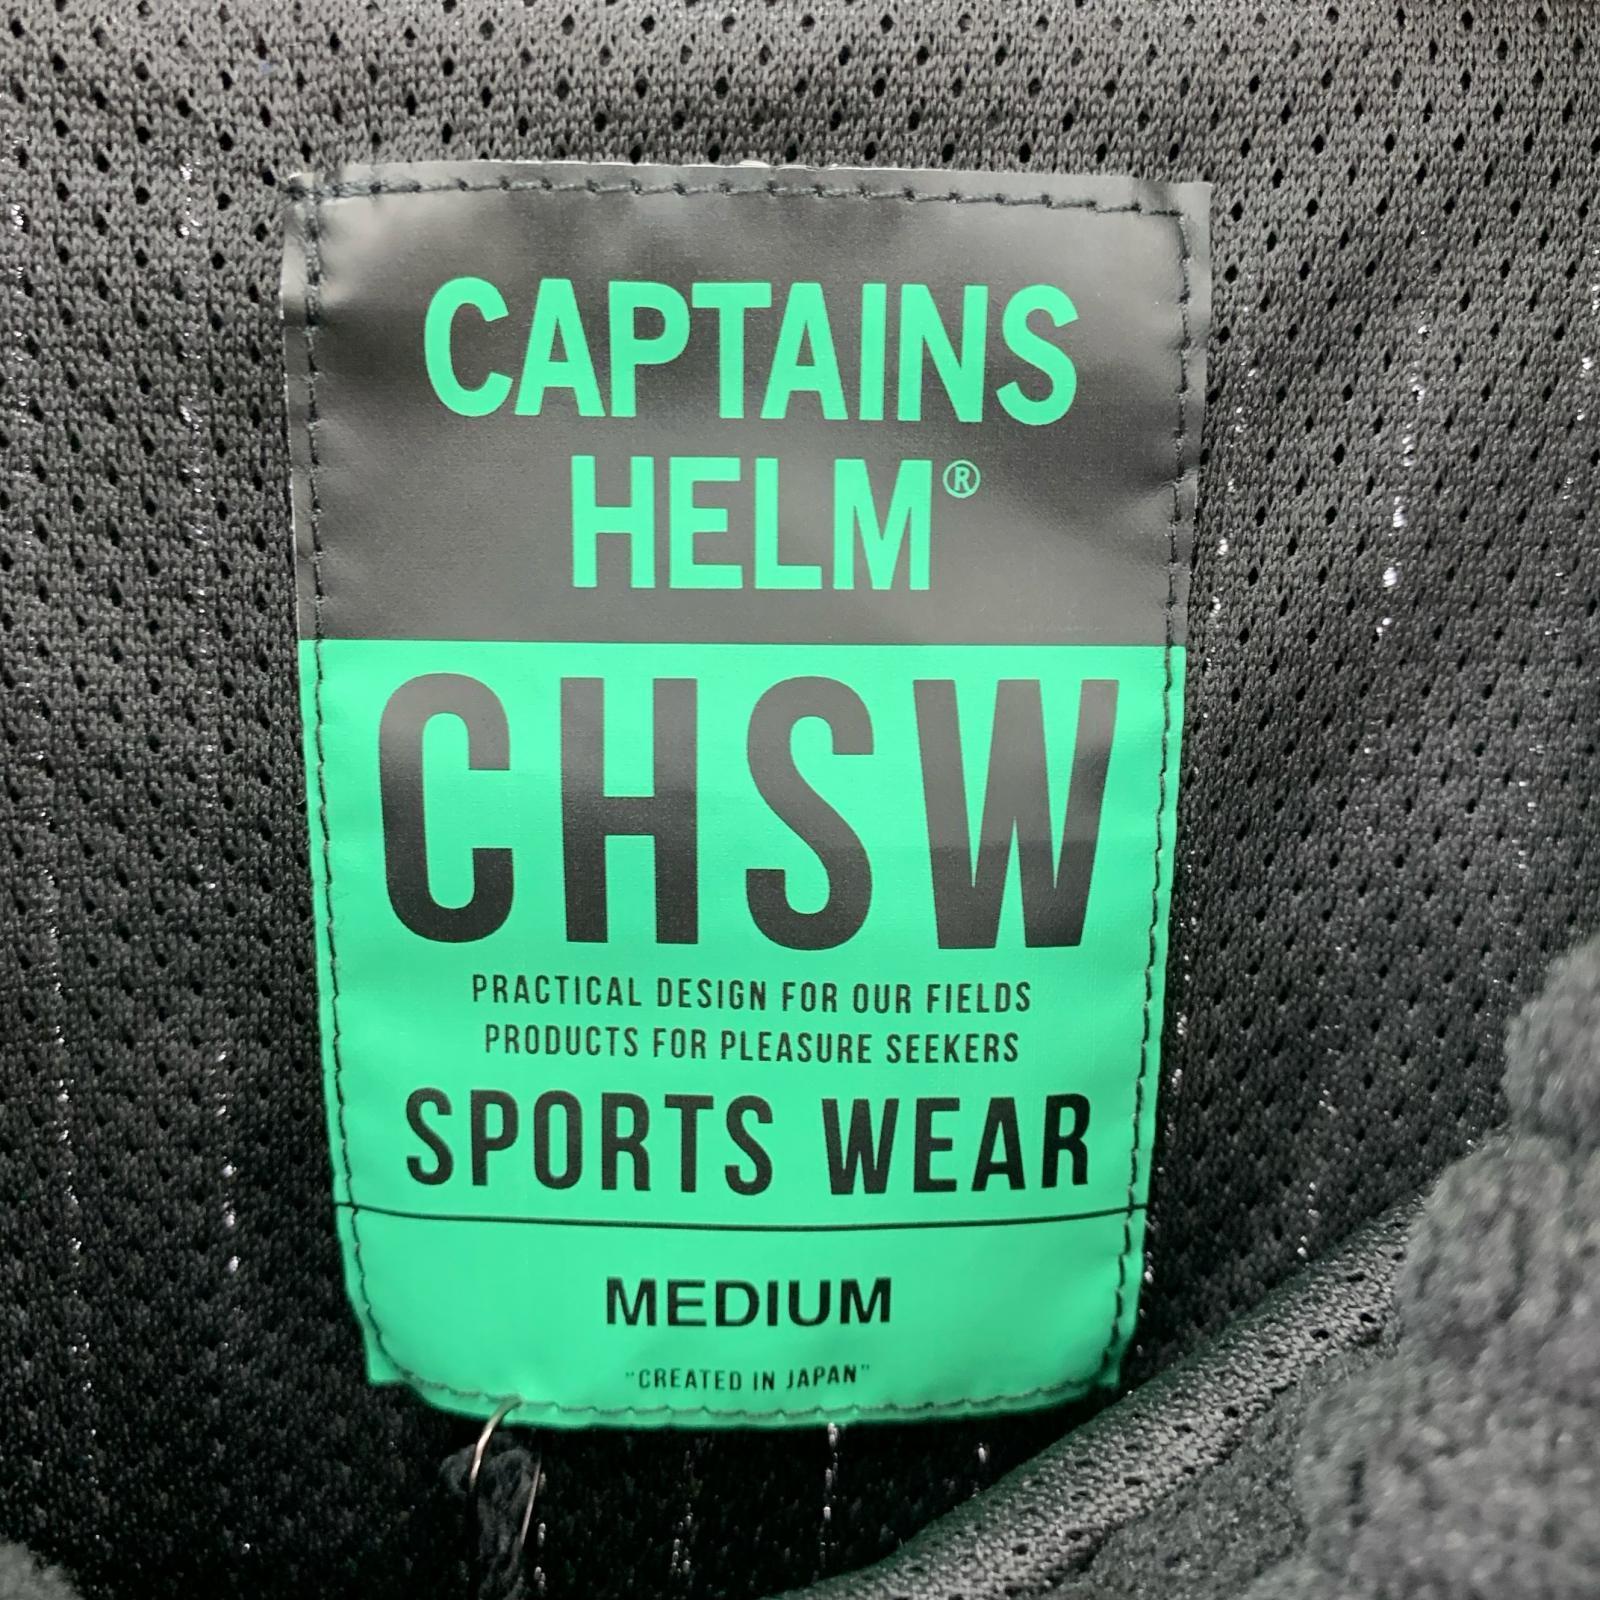 CAPTAINS
HELM®
CHSW
PRACTICAL DESIGN FOR OUR FIELDS
PRODUCTS FOR PLEASURE SEEKERS
SPORTS WEAR
MEDIUM
"CREATED IN JAPAN"